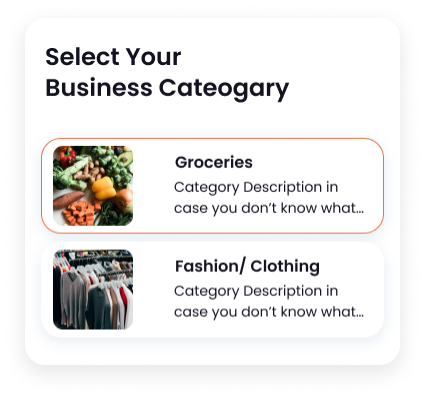 Select Your
Business Cateogary
Groceries
Category Description in
case you don’t know what...
Fashion/ Clothing
Category Description in
case you don’t know what...